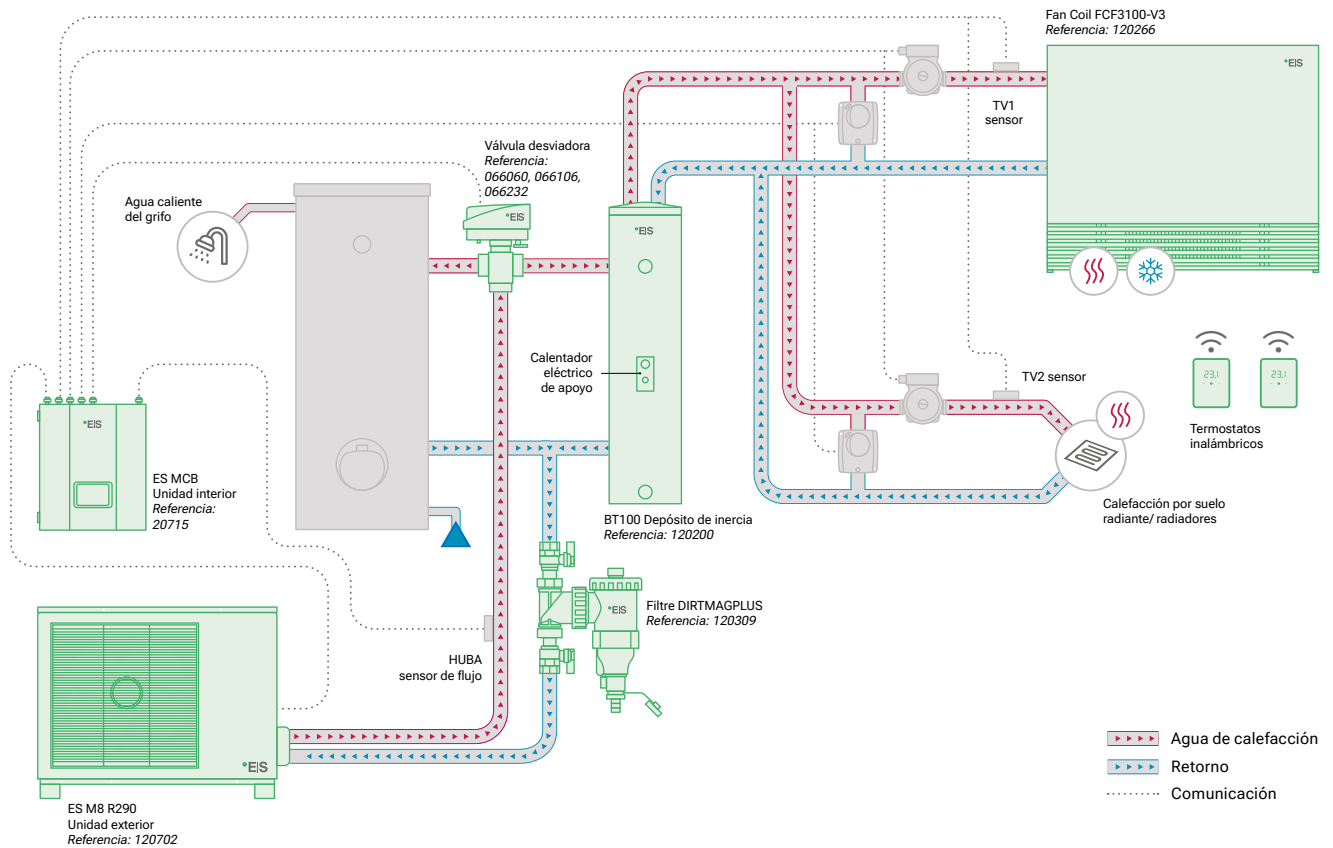 Fan Coil FCF3100-V3
Referencia: 120266
°EIS
TV1
sensor
Válvula desviadora
Referencia:
066060, 066106,
066232
°EIS
Agua caliente
del grifo
°EIS
Calentador
eléctrico
de apoyo
TV2 sensor
23.1
23.1
Termostatos
inalámbricos
°EIS
ES MCB
Unidad interior
Referencia:
20715
Calefacción por suelo
radiante/ radiadores
BT100 Depósito de inercia
Referencia: 120200
°EIS
Filtre DIRTMAGPLUS
Referencia: 120309
HUBA
sensor de flujo
°EIS
ES M8 R290
Unidad exterior
Referencia: 120702
Agua de calefacción
Retorno
Comunicación